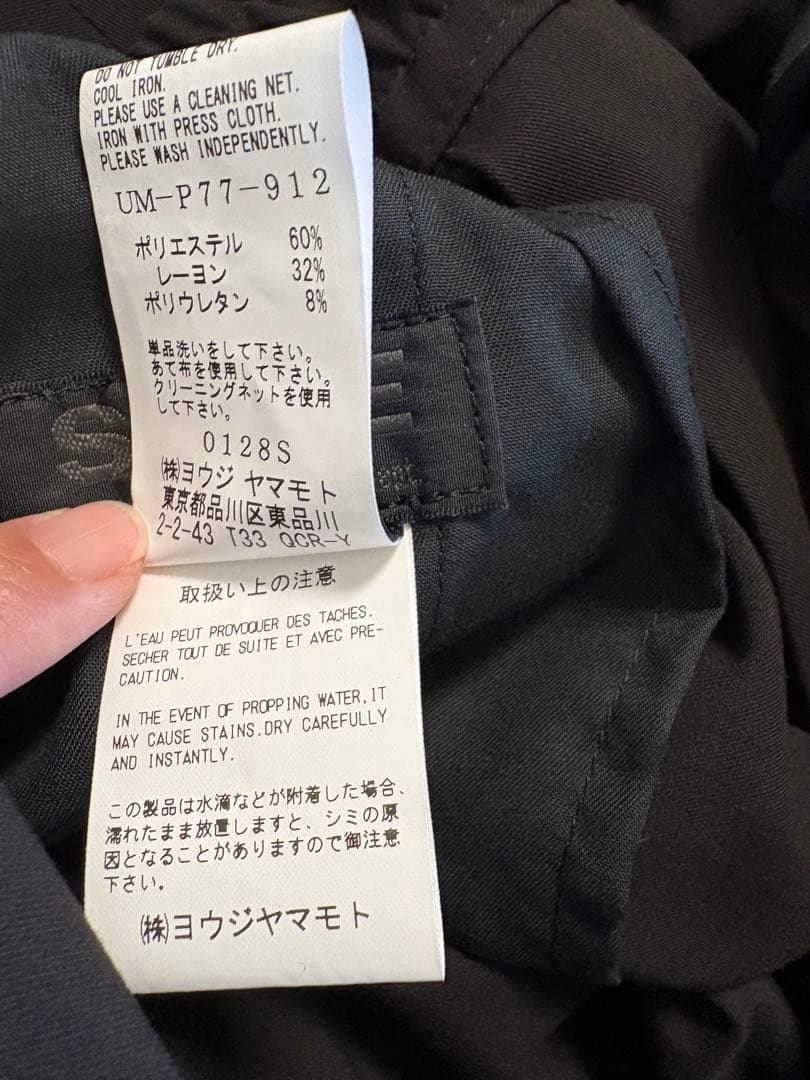 DO NOT TUMBLE DRY.
COOL IRON.
PLEASE USE A CLEANING NET.
IRON WITH PRESS CLOTH.
PLEASE WASH INDEPENDENTLY.
UM-P77-912
ポリエステル 60%
レーヨン 32%
ポリウレタン 8%
単品洗いをして下さい。
あて布を使用して下さい。
クリーニングネットを使用
して下さい。
0128S
㈱ヨウジ ヤマモト
東京都品川区東品川
2-2-43 T33 QCR-Y
S
E
取扱い上の注意
L'EAU PEUT PROVOQUER DES TACHES.
SECHER TOUT DE SUITE ET AVEC PRE-
CAUTION.
IN THE EVENT OF PROPPING WATER,IT
MAY CAUSE STAINS.DRY CAREFULLY
AND INSTANTLY.
この製品は水滴などが附着した場合、
濡れたまま放置しますと、シミの原
因となることがありますので御注意
下さい。
㈱ヨウジヤマモト